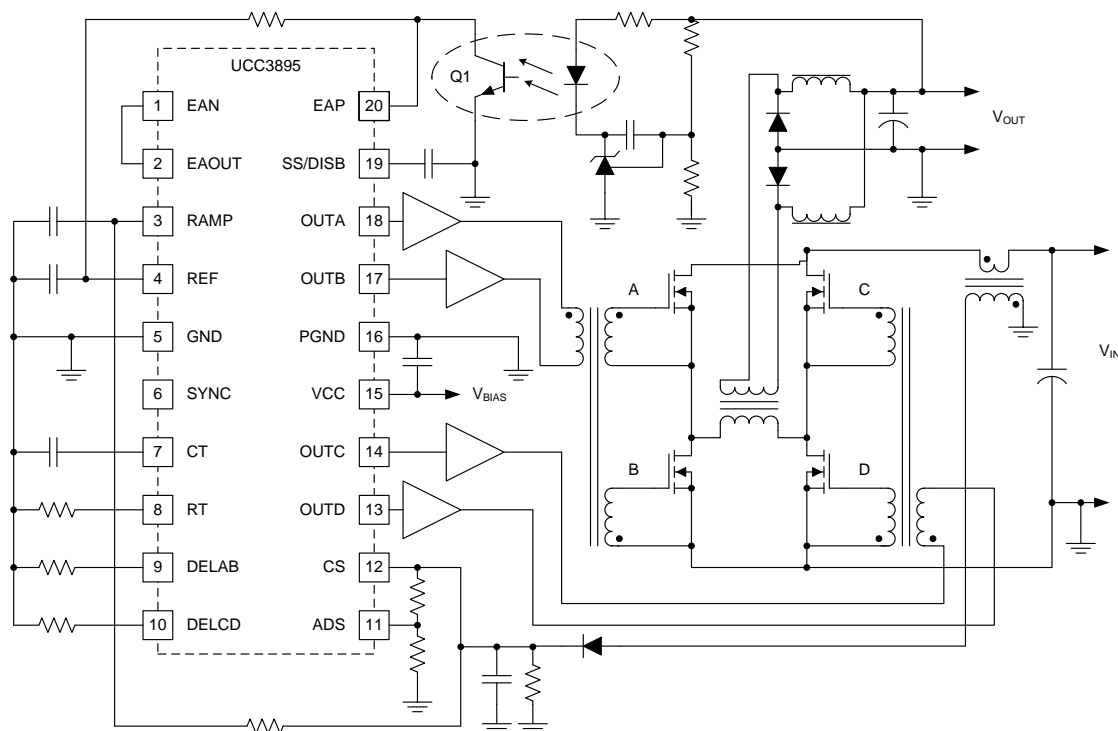 UCC3895
Q1
1 EAN
EAP 20
2 EAOUT
SS/DISB 19
3 RAMP
OUTA 18
4 REF
OUTB 17
5 GND
PGND 16
6 SYNC
VCC 15
VBIAS
7 CT
OUTC 14
8 RT
OUTD 13
9 DELAB
CS 12
10 DELCD
ADS 11
VOUT
A
C
VIN
B
D